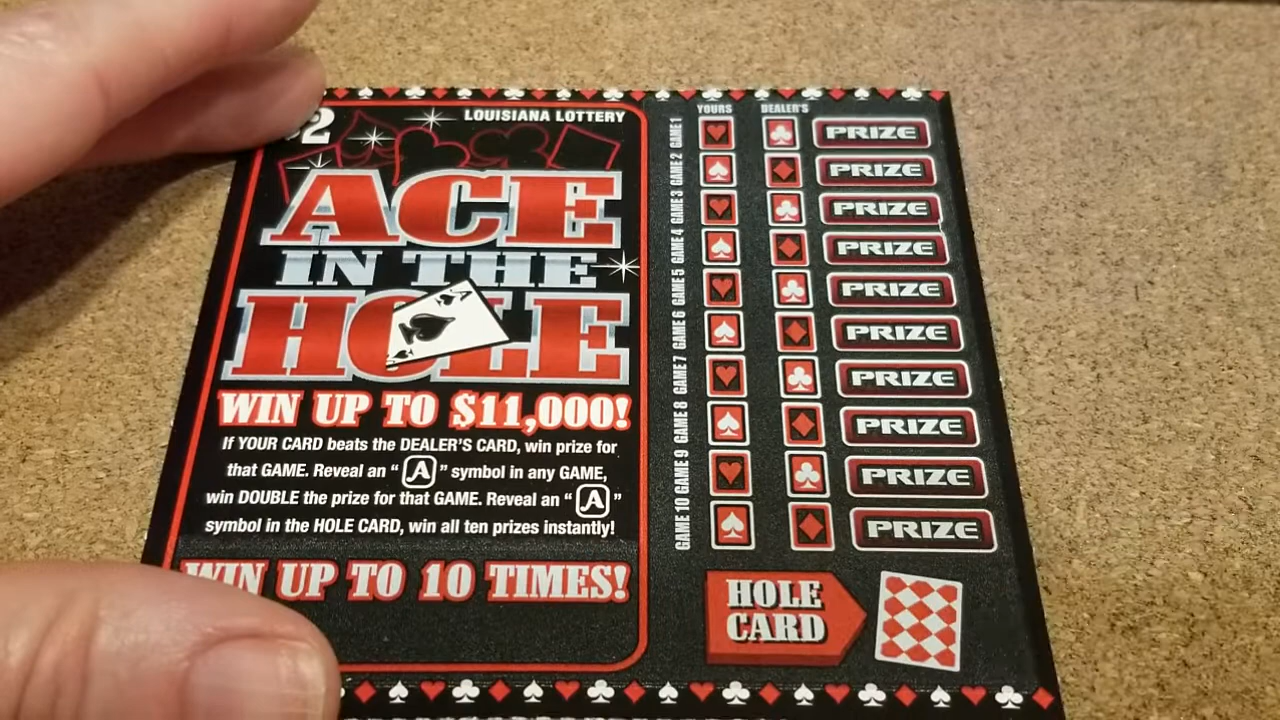 $2
LOUISIANA LOTTERY
ACE
IN THE
HOLE
WIN UP TO $11,000!
If YOUR CARD beats the DEALER'S CARD, win prize for
that GAME. Reveal an "A" symbol in any GAME,
win DOUBLE the prize for that GAME. Reveal an "A"
symbol in the HOLE CARD, win all ten prizes instantly!
WIN UP TO 10 TIMES!
YOURS DEALER'S
GAME 1 PRIZE
GAME 2 PRIZE
GAME 3 PRIZE
GAME 4 PRIZE
GAME 5 PRIZE
GAME 6 PRIZE
GAME 7 PRIZE
GAME 8 PRIZE
GAME 9 PRIZE
GAME 10 PRIZE
HOLE
CARD